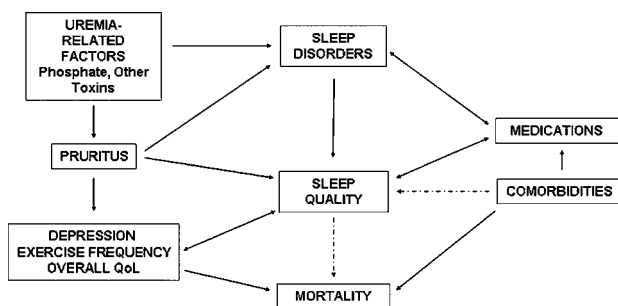 UREMIA-
RELATED
FACTORS
Phosphate, Other
Toxins
SLEEP
DISORDERS
MEDICATIONS
PRURITUS
SLEEP
QUALITY
COMORBIDITIES
DEPRESSION
EXERCISE FREQUENCY
OVERALL QoL
MORTALITY